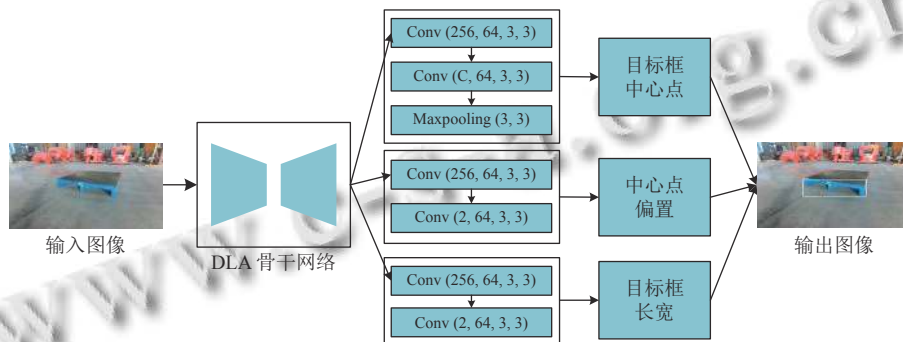 Conv (256, 64, 3, 3)
Conv (C, 64, 3, 3)
Maxpooling (3, 3)
目标框
中心点
Conv (256, 64, 3, 3)
Conv (2, 64, 3, 3)
中心点
偏置
输入图像
DLA 骨干网络
输出图像
Conv (256, 64, 3, 3)
Conv (2, 64, 3, 3)
目标框
长宽